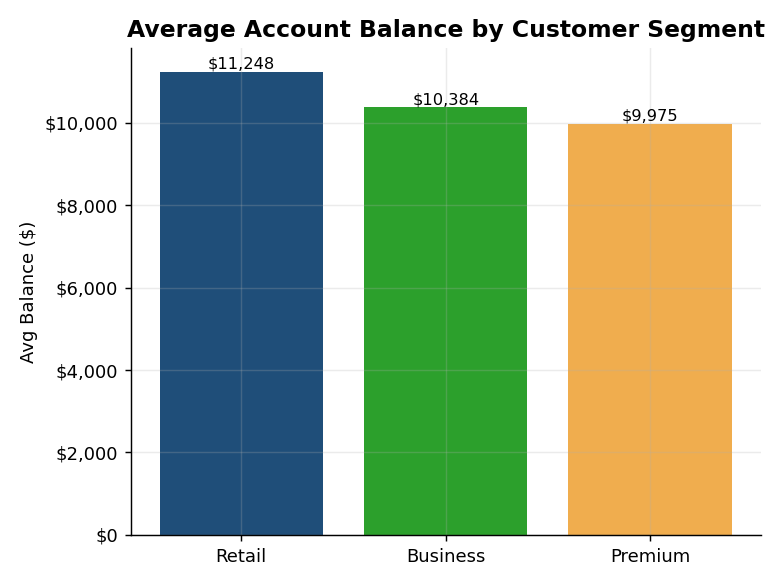 Average Account Balance by Customer Segment
$11,248
$10,384
$9,975
$10,000
$8,000
$6,000
$4,000
$2,000
$0
Avg Balance ($)
Retail
Business
Premium